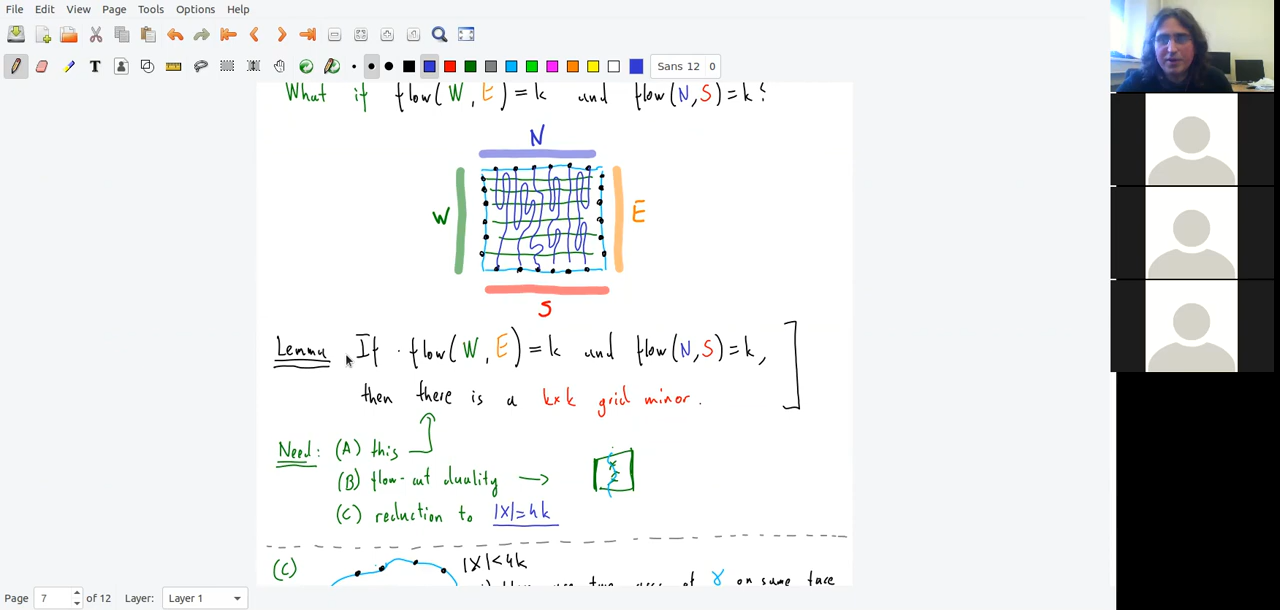 File Edit View Page Tools Options Help
Sans 12 0
What if flow(W, E) = k and flow(N, S) = k?
N
W
E
S
Lemma If flow(W, E) = k and flow(N, S) = k,
then there is a k×k grid minor.
Need: (A) this
(B) flow-cut duality →
(C) reduction to |X|=4k
(C) |X|<4k
two γ on same face
Page 7 of 12 Layer: Layer 1